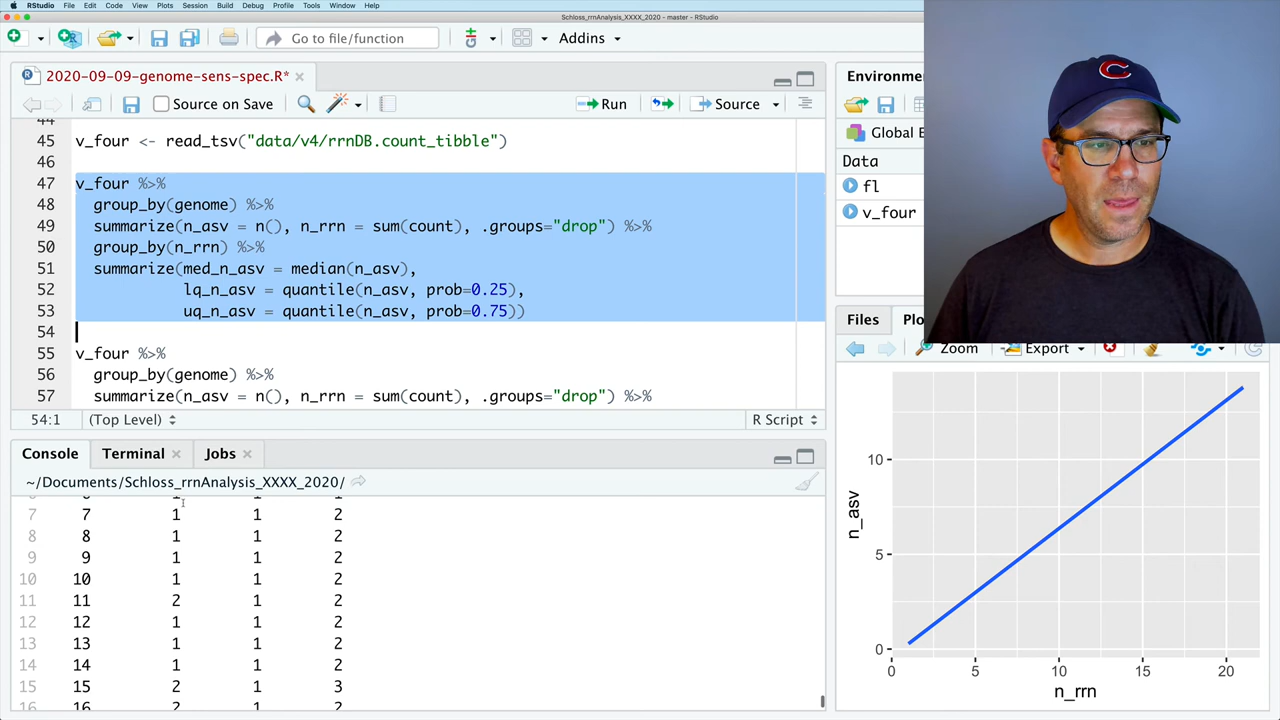 RStudio File Edit Code View Plots Session Build Debug Profile Tools Window Help
Schloss_rrnAnalysis_XXXX_2020 - master - RStudio
Go to file/function Addins
2020-09-09-genome-sens-spec.R*
Source on Save Run Source
44
45 v_four <- read_tsv("data/v4/rrnDB.count_tibble")
46
47 v_four %>%
48 group_by(genome) %>%
49 summarize(n_asv = n(), n_rrn = sum(count), .groups="drop") %>%
50 group_by(n_rrn) %>%
51 summarize(med_n_asv = median(n_asv),
52 lq_n_asv = quantile(n_asv, prob=0.25),
53 uq_n_asv = quantile(n_asv, prob=0.75))
54
55 v_four %>%
56 group_by(genome) %>%
57 summarize(n_asv = n(), n_rrn = sum(count), .groups="drop") %>%
54:1 (Top Level) R Script
Console Terminal Jobs
~/Documents/Schloss_rrnAnalysis_XXXX_2020/
7 7 1 1 2
8 8 1 1 2
9 9 1 1 2
10 10 1 1 2
11 11 2 1 2
12 12 1 1 2
13 13 1 1 2
14 14 1 1 2
15 15 2 1 3
16 16 2 1 2
Environme
Global E
Data
fl
v_four
Files Plo
Zoom Export
n_asv
10
5
0
0 5 10 15 20
n_rrn
C